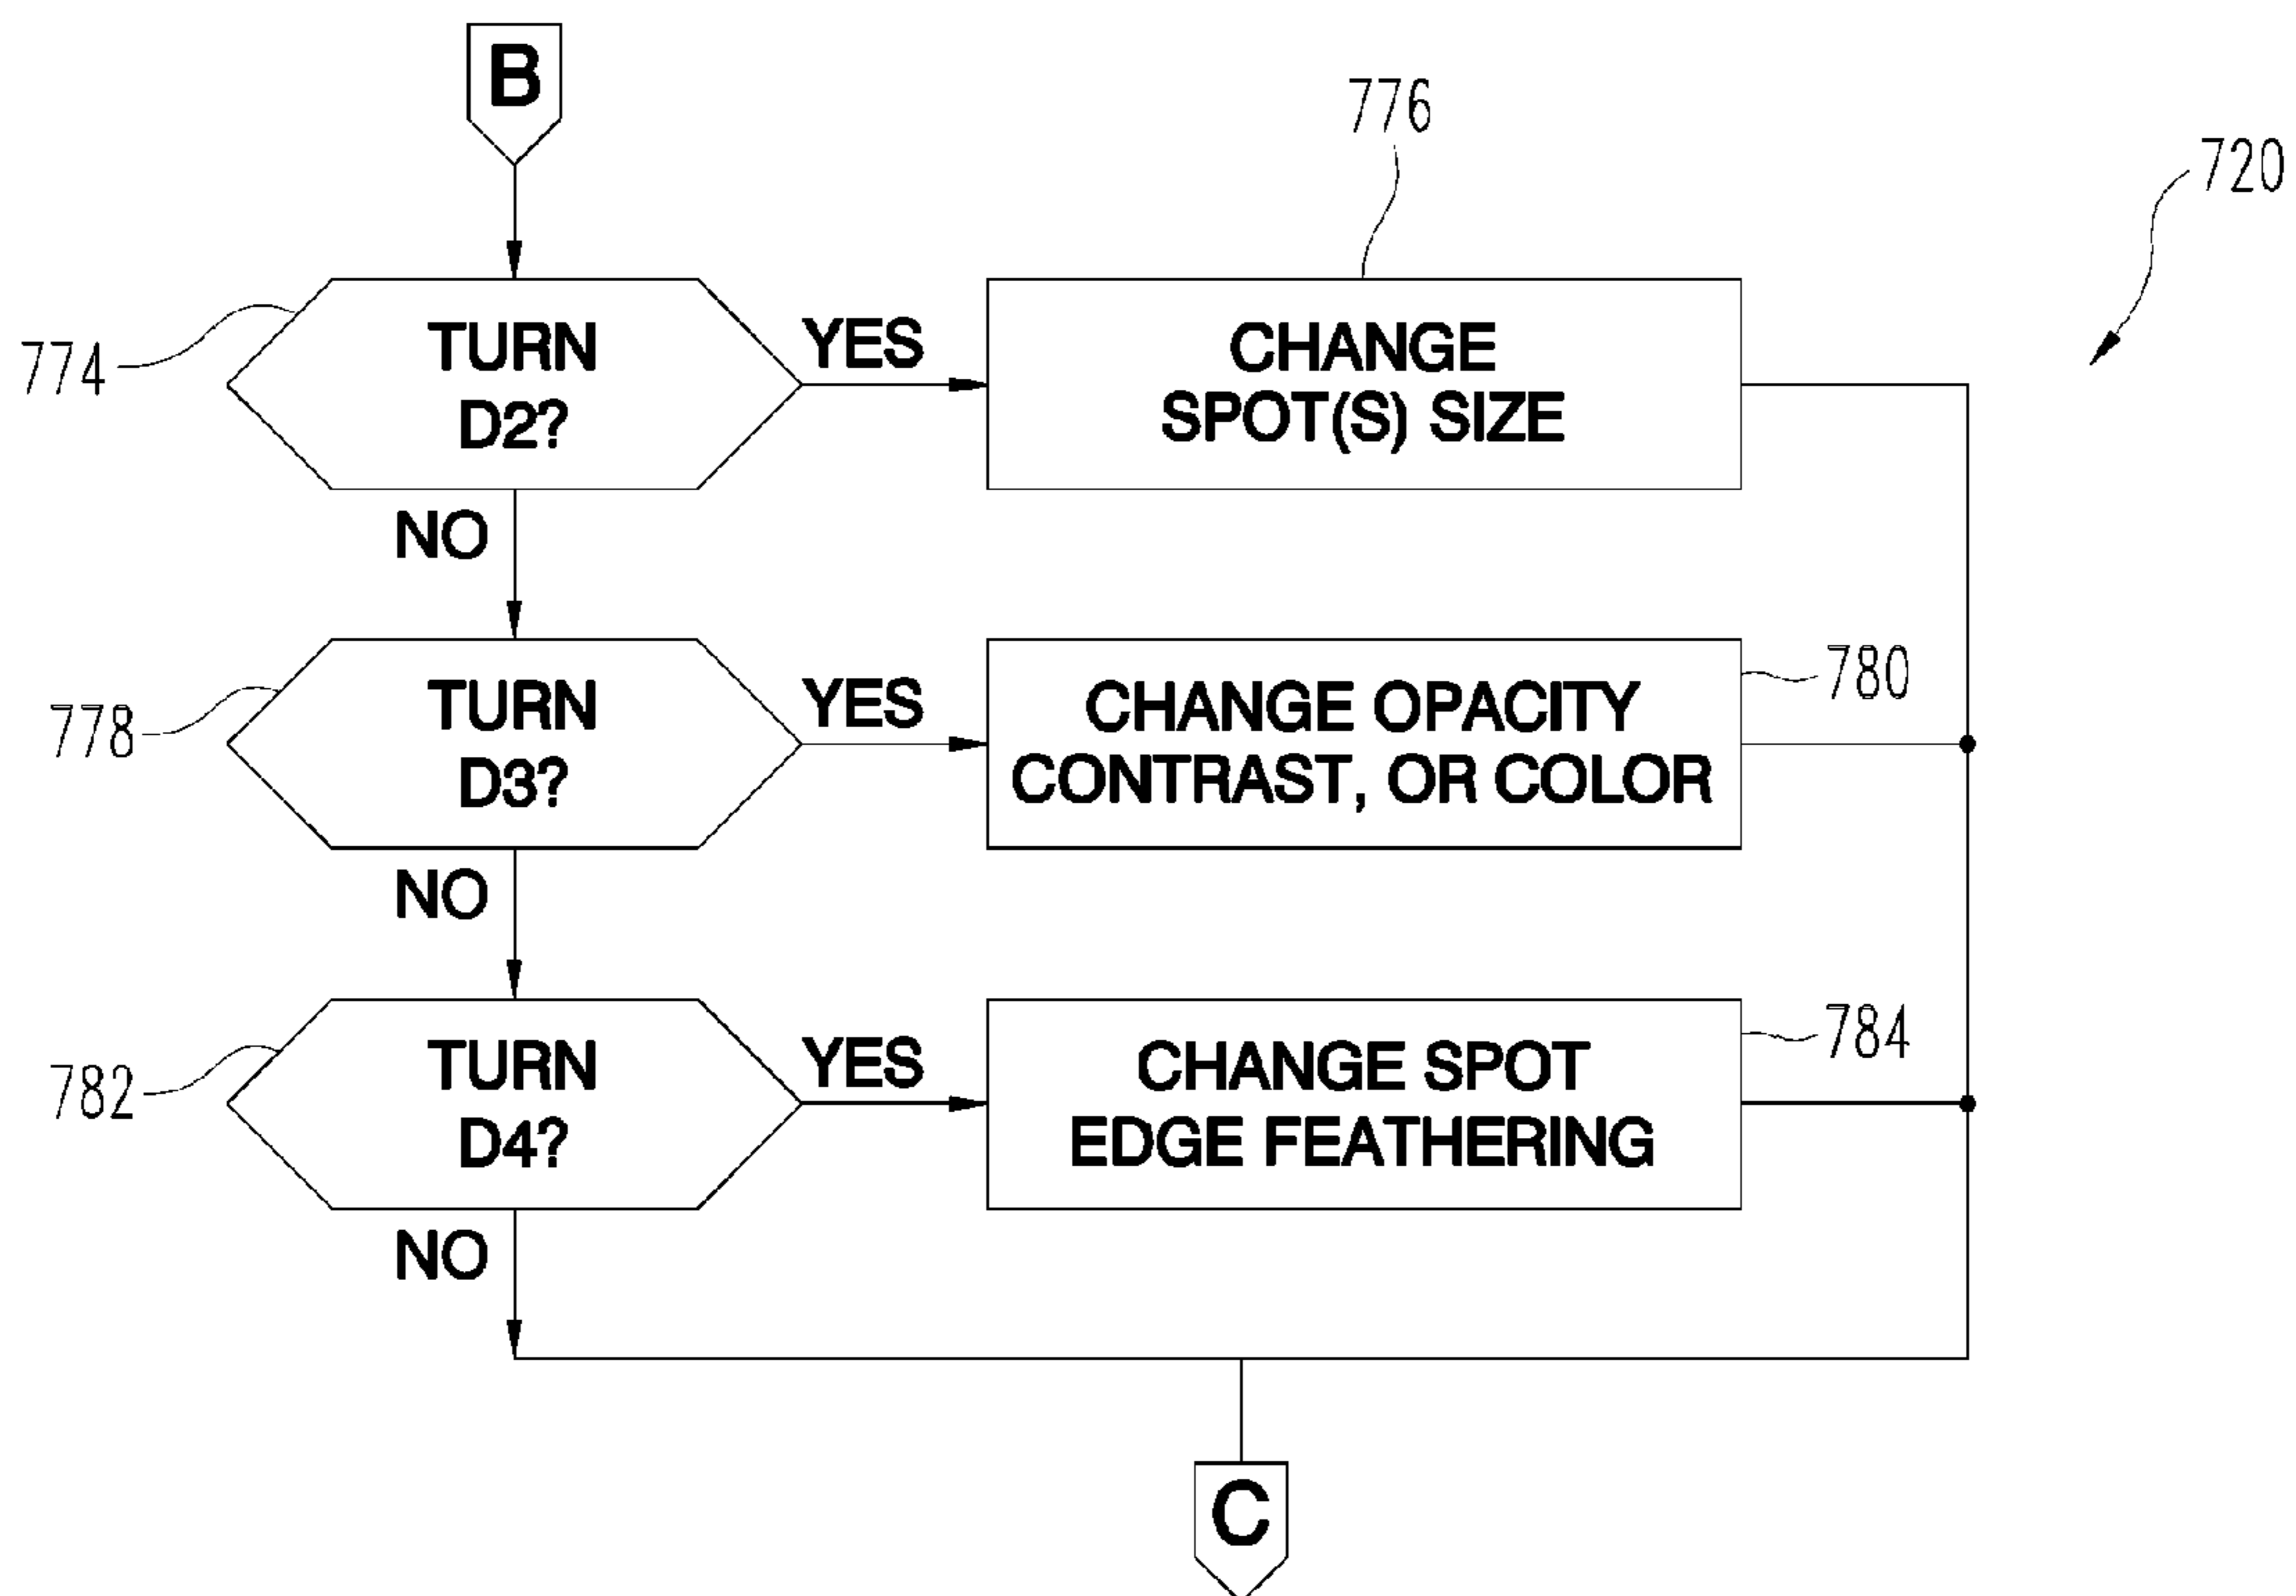 B
776
720
774
TURN
D2?
YES
CHANGE
SPOT(S) SIZE
NO
778
TURN
D3?
YES
CHANGE OPACITY
CONTRAST, OR COLOR
780
NO
782
TURN
D4?
YES
CHANGE SPOT
EDGE FEATHERING
784
NO
C